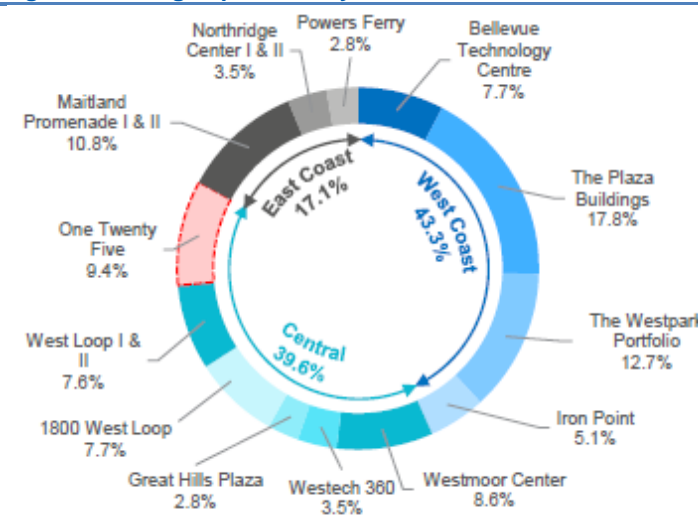 Northridge
Center I & II
3.5%
Powers Ferry
2.8%
Bellevue
Technology
Centre
7.7%
Maitland
Promenade I & II
10.8%
The Plaza
Buildings
17.8%
One Twenty
Five
9.4%
The Westpark
Portfolio
12.7%
West Loop I &
II
7.6%
Iron Point
5.1%
1800 West Loop
7.7%
Great Hills Plaza
2.8%
Westech 360
3.5%
Westmoor Center
8.6%
East Coast
17.1%
West Coast
43.3%
Central
39.6%